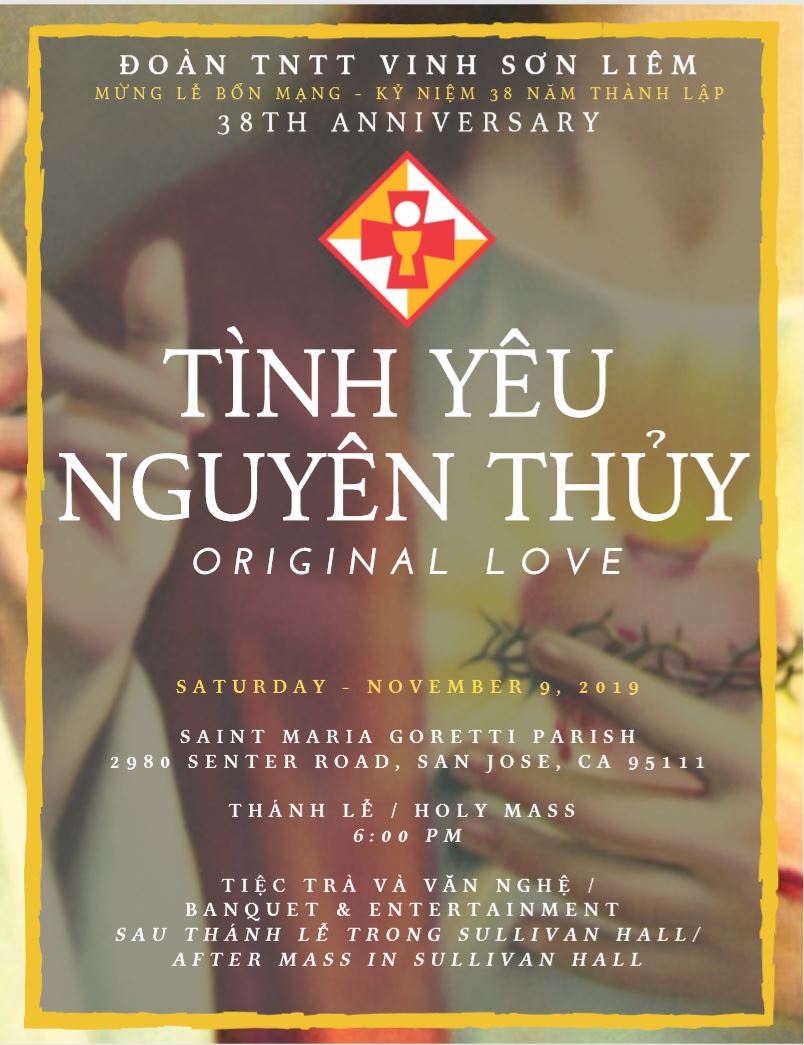 ĐOÀN TNTT VINH SƠN LIÊM
MỪNG LỄ BỔN MẠNG - KỶ NIỆM 38 NĂM THÀNH LẬP
38TH ANNIVERSARY
TÌNH YÊU
NGUYÊN THỦY
ORIGINAL LOVE
SATURDAY - NOVEMBER 9, 2019
SAINT MARIA GORETTI PARISH
2980 SENTER ROAD, SAN JOSE, CA 95111
THÁNH LỄ / HOLY MASS
6:00 PM
TIỆC TRÀ VÀ VĂN NGHỆ /
BANQUET & ENTERTAINMENT
SAU THÁNH LỄ TRONG SULLIVAN HALL/
AFTER MASS IN SULLIVAN HALL